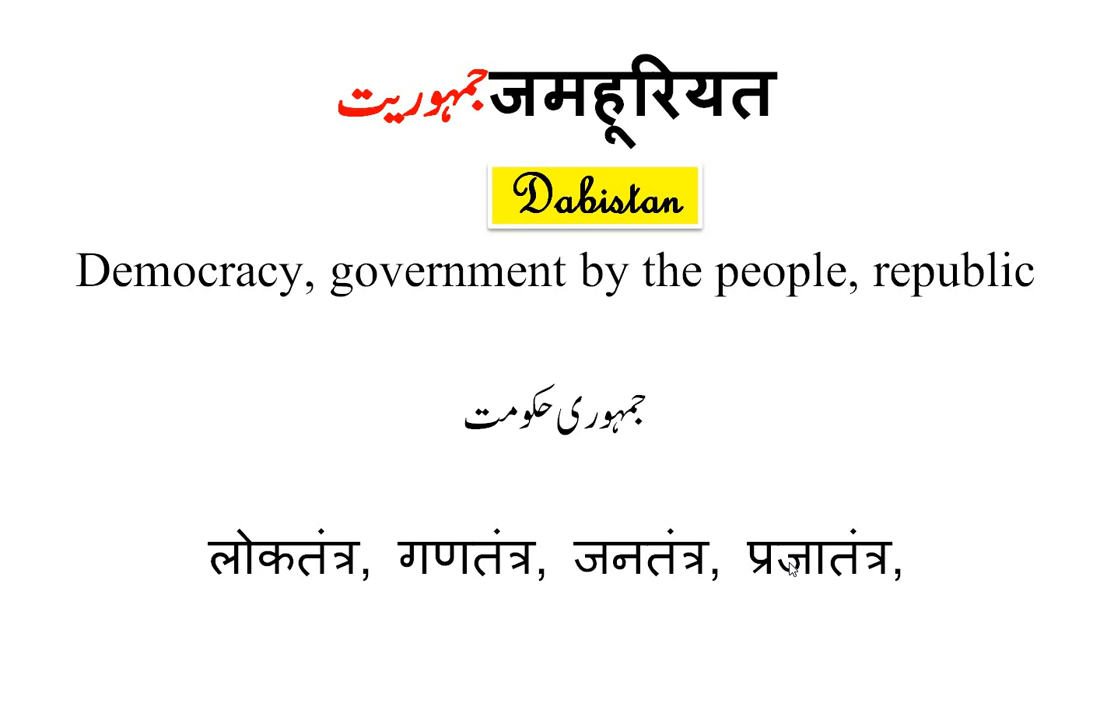 جمہوریت जमहूरियत
Dabistan
Democracy, government by the people, republic
جمہوری حکومت
लोकतंत्र, गणतंत्र, जनतंत्र, प्रजातंत्र,